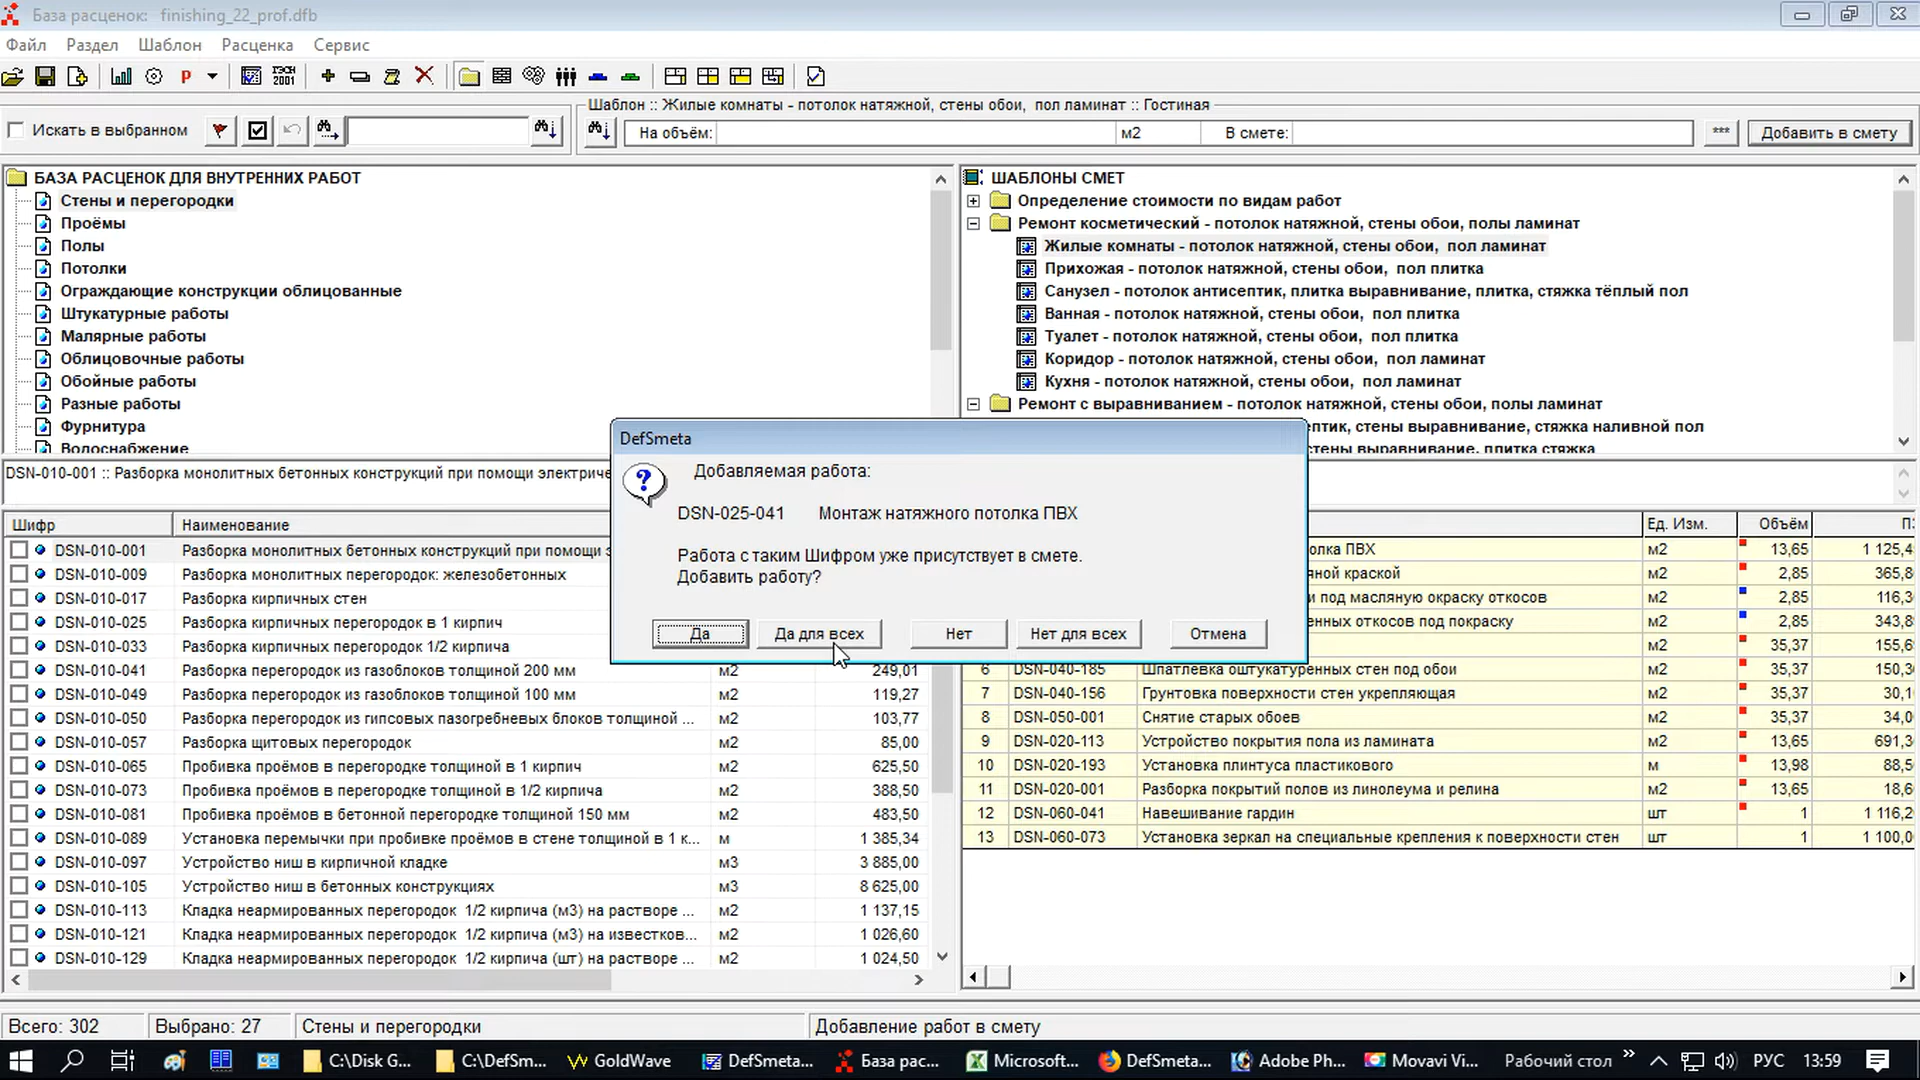 База расценок: finishing_22_prof.dfb
Файл Раздел Шаблон Расценка Сервис
P ТЭСН 2001
Шаблон :: Жилые комнаты - потолок натяжной, стены обои, пол ламинат :: Гостиная
Искать в выбранном
На объём: м2 В смете: *** Добавить в смету
БАЗА РАСЦЕНОК ДЛЯ ВНУТРЕННИХ РАБОТ
Стены и перегородки
Проёмы
Полы
Потолки
Ограждающие конструкции облицованные
Штукатурные работы
Малярные работы
Облицовочные работы
Обойные работы
Разные работы
Фурнитура
Водоснабжение
ШАБЛОНЫ СМЕТ
Определение стоимости по видам работ
Ремонт косметический - потолок натяжной, стены обои, полы ламинат
Жилые комнаты - потолок натяжной, стены обои, пол ламинат
Прихожая - потолок натяжной, стены обои, пол плитка
Санузел - потолок антисептик, плитка выравнивание, плитка, стяжка тёплый пол
Ванная - потолок натяжной, стены обои, пол плитка
Туалет - потолок натяжной, стены обои, пол плитка
Коридор - потолок натяжной, стены обои, пол ламинат
Кухня - потолок натяжной, стены обои, пол ламинат
Ремонт с выравниванием - потолок натяжной, стены обои, полы ламинат
птик, стены выравнивание, стяжка наливной пол
стены выравнивание, плитка стяжка
DSN-010-001 :: Разборка монолитных бетонных конструкций при помощи электриче
DefSmeta
Добавляемая работа:
DSN-025-041 Монтаж натяжного потолка ПВХ
Работа с таким Шифром уже присутствует в смете.
Добавить работу?
Да Да для всех Нет Нет для всех Отмена
Шифр Наименование
DSN-010-001 Разборка монолитных бетонных конструкций при помощи э
DSN-010-009 Разборка монолитных перегородок: железобетонных
DSN-010-017 Разборка кирпичных стен
DSN-010-025 Разборка кирпичных перегородок в 1 кирпич
DSN-010-033 Разборка кирпичных перегородок 1/2 кирпича
DSN-010-041 Разборка перегородок из газоблоков толщиной 200 мм м2 249,01
DSN-010-049 Разборка перегородок из газоблоков толщиной 100 мм м2 119,27
DSN-010-050 Разборка перегородок из гипсовых пазогребневых блоков толщиной ... м2 103,77
DSN-010-057 Разборка щитовых перегородок м2 85,00
DSN-010-065 Пробивка проёмов в перегородке толщиной в 1 кирпич м2 625,50
DSN-010-073 Пробивка проёмов в перегородке толщиной в 1/2 кирпича м2 388,50
DSN-010-081 Пробивка проёмов в бетонной перегородке толщиной 150 мм м2 483,50
DSN-010-089 Установка перемычки при пробивке проёмов в стене толщиной в 1 к... м 1 385,34
DSN-010-097 Устройство ниш в кирпичной кладке м3 3 885,00
DSN-010-105 Устройство ниш в бетонных конструкциях м3 8 625,00
DSN-010-113 Кладка неармированных перегородок 1/2 кирпича (м3) на растворе ... м2 1 137,15
DSN-010-121 Кладка неармированных перегородок 1/2 кирпича (м3) на известков... м2 1 026,60
DSN-010-129 Кладка неармированных перегородок 1/2 кирпича (шт) на растворе ... м2 1 024,50
Ед. Изм. Объём ПЗ
олка ПВХ м2 13,65 1 125,4
яной краской м2 2,85 365,8
и под масляную окраску откосов м2 2,85 116,3
енных откосов под покраску м2 2,85 343,8
м2 35,37 155,6
6 DSN-040-185 Шпатлевка оштукатуренных стен под обои м2 35,37 150,3
7 DSN-040-156 Грунтовка поверхности стен укрепляющая м2 35,37 30,1
8 DSN-050-001 Снятие старых обоев м2 35,37 34,0
9 DSN-020-113 Устройство покрытия пола из ламината м2 13,65 691,3
10 DSN-020-193 Установка плинтуса пластикового м 13,98 88,5
11 DSN-020-001 Разборка покрытий полов из линолеума и релина м2 13,65 18,6
12 DSN-060-041 Навешивание гардин шт 1 1 116,2
13 DSN-060-073 Установка зеркал на специальные крепления к поверхности стен шт 1 1 100,0
Всего: 302 Выбрано: 27 Стены и перегородки Добавление работ в смету
C:\Disk G... C:\DefSm... GoldWave DefSmeta... База рас... Microsoft... DefSmeta... Adobe Ph... Movavi Vi... Рабочий стол » РУС 13:59